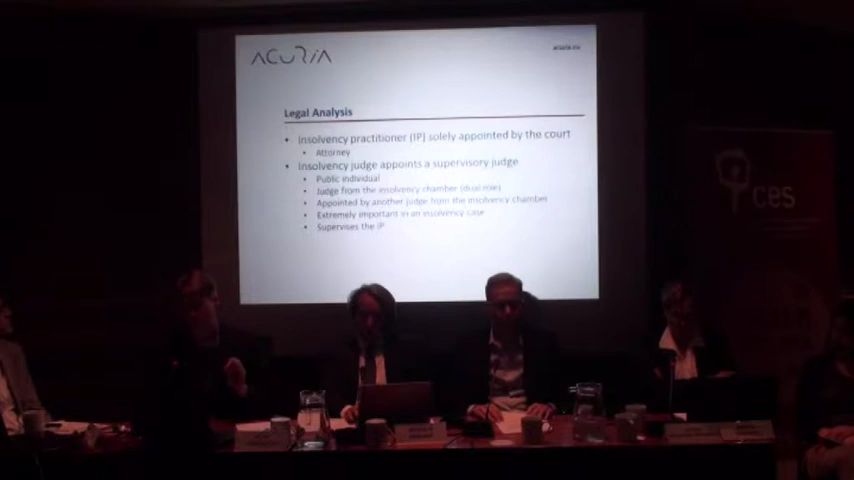 ACURIA
acuria.eu
Legal Analysis
• Insolvency practitioner (IP) solely appointed by the court
• Attorney
• Insolvency judge appoints a supervisory judge
• Public individual
• Judge from the insolvency chamber (dual role)
• Appointed by another judge from the insolvency chamber
• Extremely important in an insolvency case
• Supervises the IP
ces